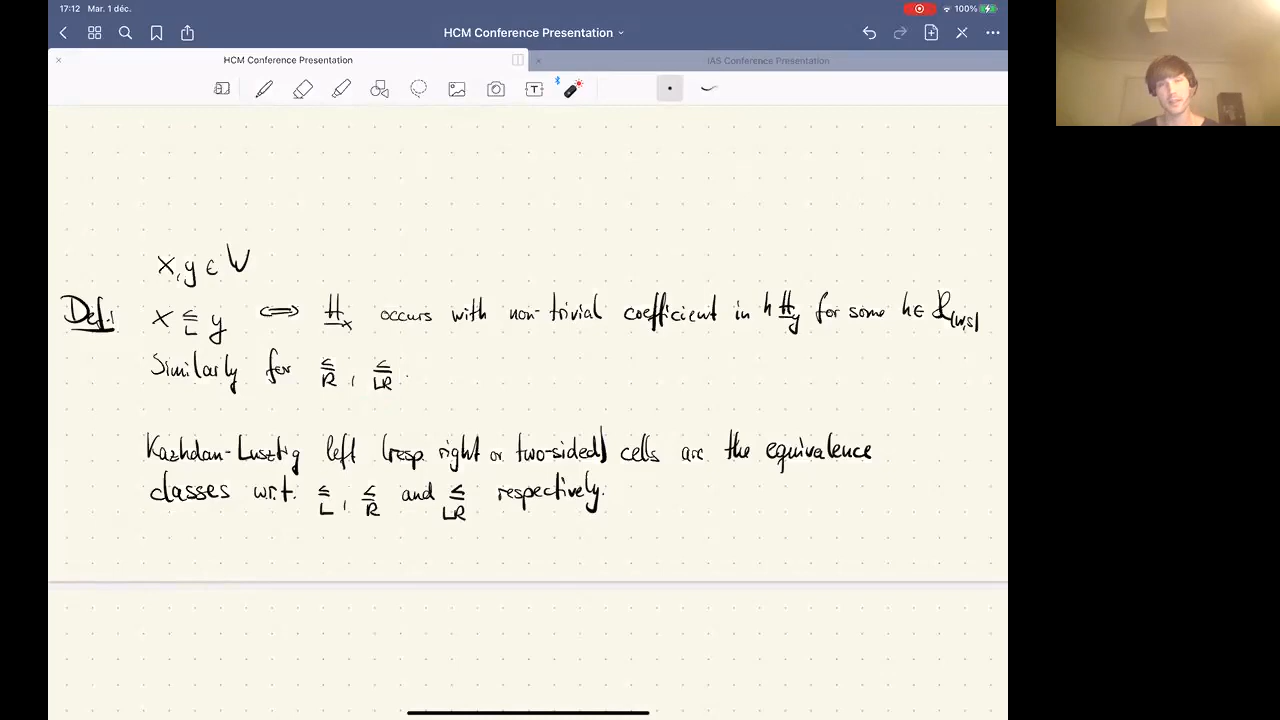 17:12 Mar. 1 déc.
100%
HCM Conference Presentation
HCM Conference Presentation
IAS Conference Presentation
T
x,y ∈ W
Def.: x ≤_L y ⟺ H_x occurs with non-trivial coefficient in h H_y for some h ∈ H_(W,S)
Similarly for ≤_R, ≤_LR.
Kazhdan-Lusztig left (resp. right or two-sided) cells are the equivalence
classes w.r.t. ≤_L, ≤_R and ≤_LR respectively.